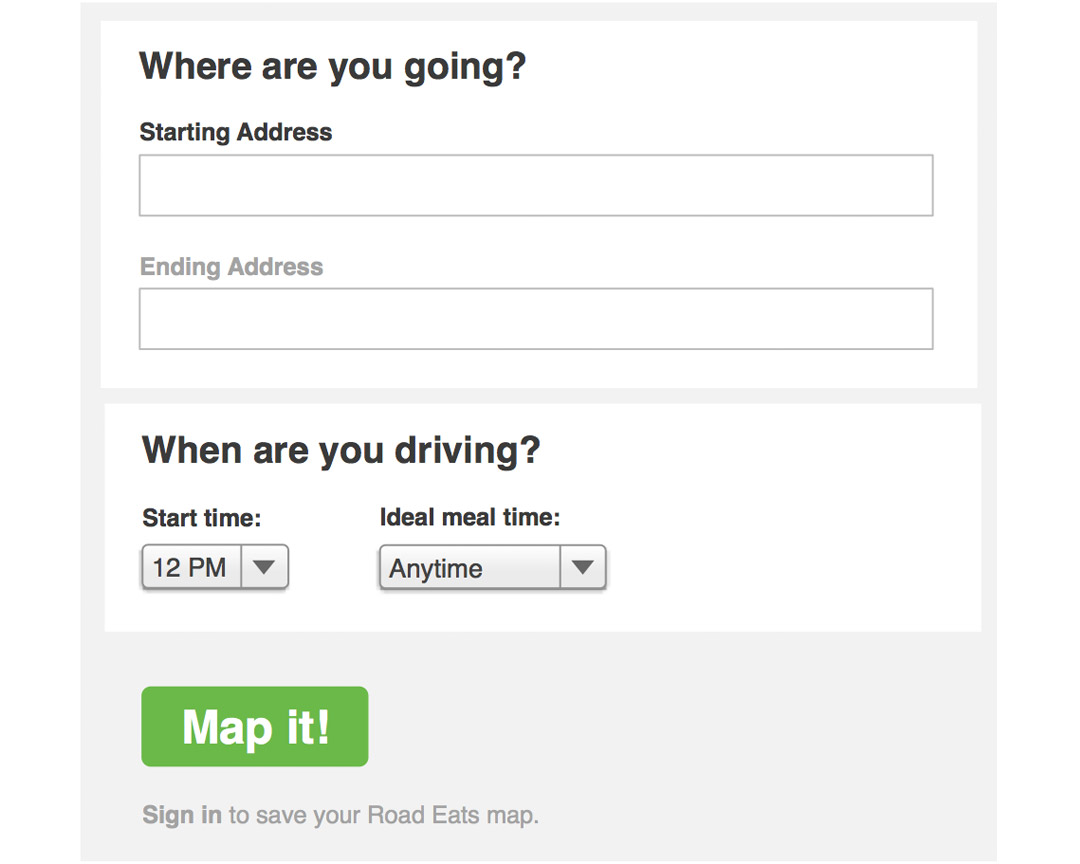 Where are you going?
Starting Address
Ending Address
When are you driving?
Start time: Ideal meal time:
12 PM Anytime
Map it!
Sign in to save your Road Eats map.